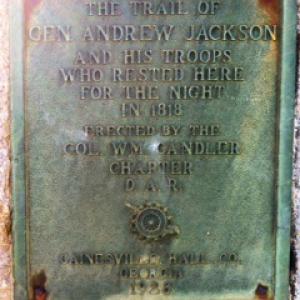 THE TRAIL OF
GEN. ANDREW JACKSON
AND HIS TROOPS
WHO RESTED HERE
FOR THE NIGHT
IN 1818
ERECTED BY THE
COL. WM. CANDLER
CHAPTER
D. A. R.
GAINESVILLE, HALL, CO.
GEORGIA